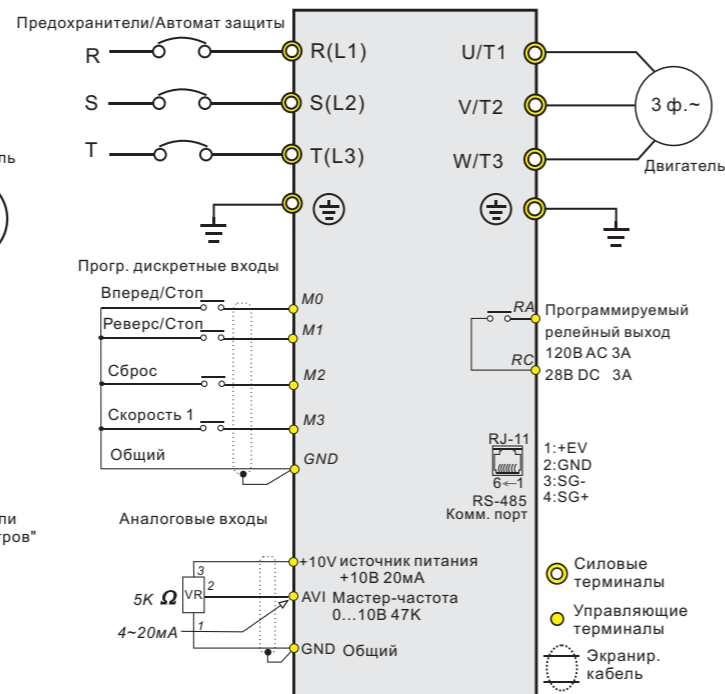 Предохранители/Автомат защиты
R
R(L1)
U/T1
S
S(L2)
V/T2
3 ф.~
T
T(L3)
W/T3
Двигатель
ль
Прогр. дискретные входы
Вперед/Стоп
M0
Реверс/Стоп
M1
Сброс
M2
Скорость 1
M3
Общий
GND
RA
Программируемый
релейный выход
RC
120В AC 3А
28В DC 3А
RJ-11
6←1
RS-485
Комм. порт
1:+EV
2:GND
3:SG-
4:SG+
ли
тров"
Аналоговые входы
+10V источник питания
+10В 20мА
3
2
1
VR
5K Ω
AVI Мастер-частота
0...10В 47K
4~20мА
GND Общий
Силовые
терминалы
Управляющие
терминалы
Экранир.
кабель